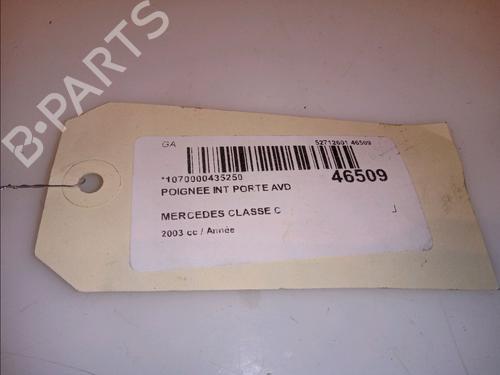 B-PARTS
GA 52712601 46509
*1070000435250 46509
POIGNEE INT PORTE AVD
MERCEDES CLASSE C J
2003 cc / Année